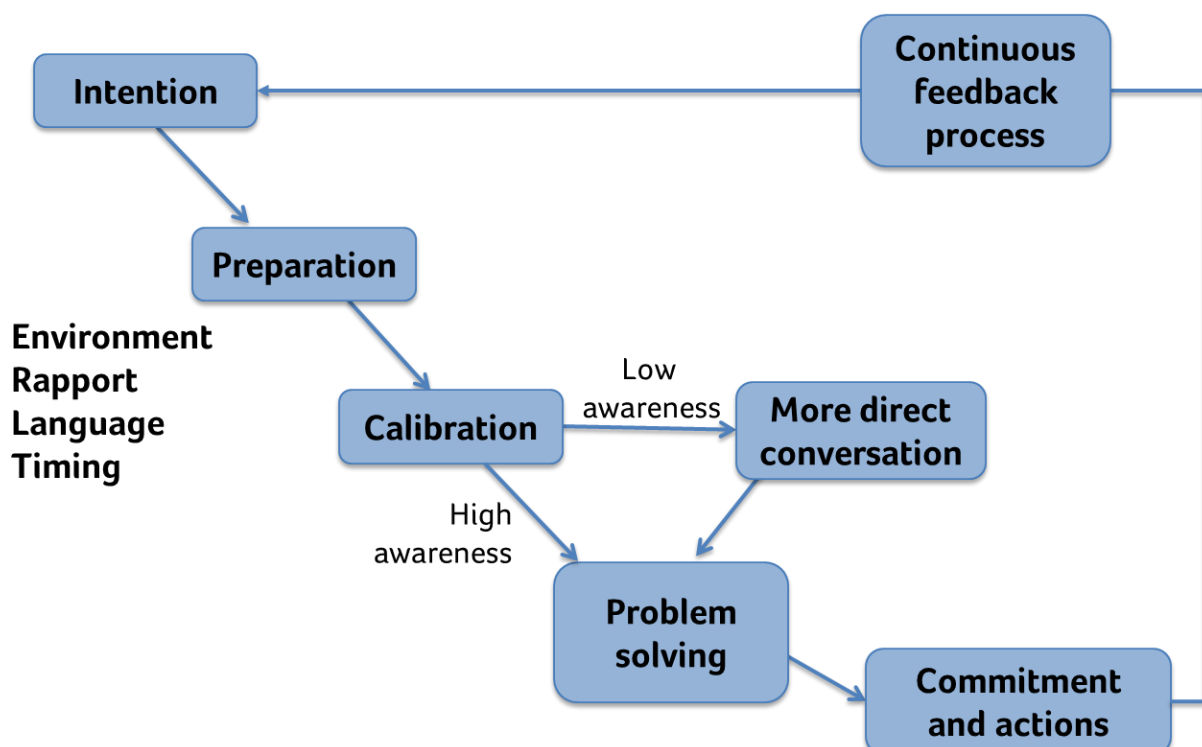 Intention
Continuous
feedback
process
Preparation
Environment
Rapport
Language
Timing
Calibration
Low
awareness
More direct
conversation
High
awareness
Problem
solving
Commitment
and actions